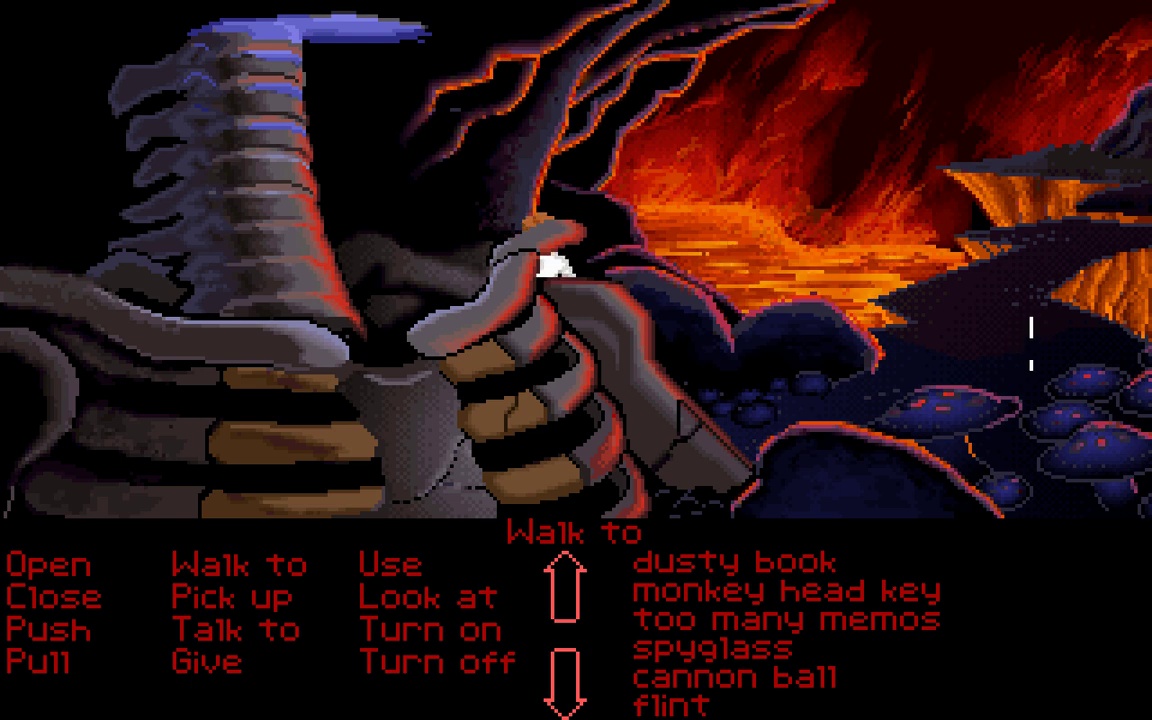 Walk to
Open Walk to Use
Close Pick up Look at
Push Talk to Turn on
Pull Give Turn off
dusty book
monkey head key
too many memos
spyglass
cannon ball
flint